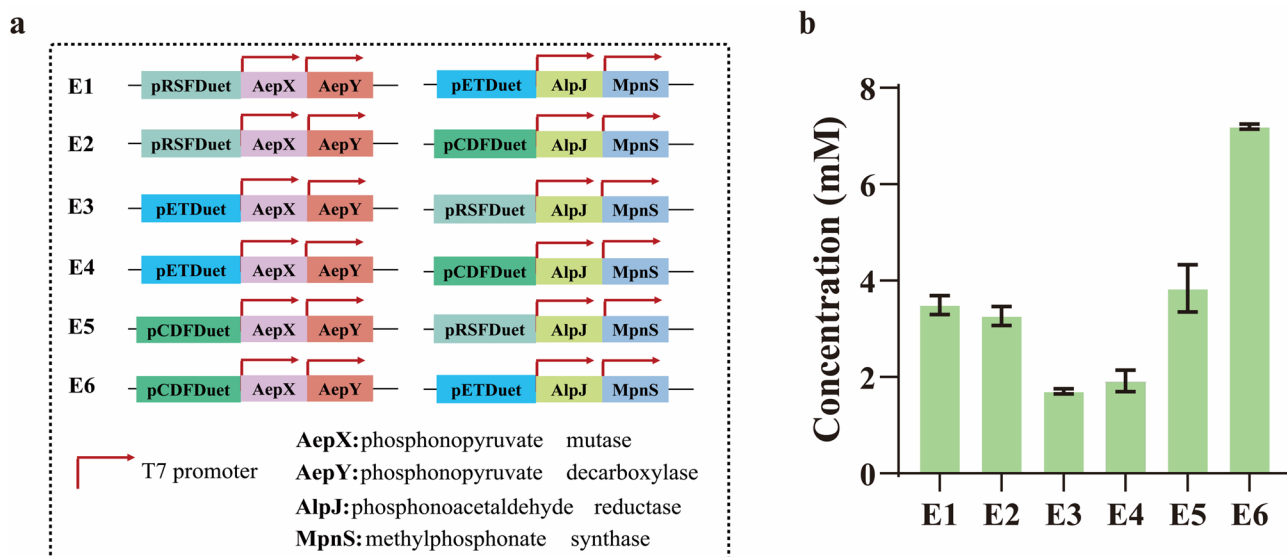 a
E1 pRSFDuet AepX AepY pETDuet AlpJ MpnS
E2 pRSFDuet AepX AepY pCDFDuet AlpJ MpnS
E3 pETDuet AepX AepY pRSFDuet AlpJ MpnS
E4 pETDuet AepX AepY pCDFDuet AlpJ MpnS
E5 pCDFDuet AepX AepY pRSFDuet AlpJ MpnS
E6 pCDFDuet AepX AepY pETDuet AlpJ MpnS
T7 promoter
AepX:phosphonopyruvate mutase
AepY:phosphonopyruvate decarboxylase
AlpJ:phosphonoacetaldehyde reductase
MpnS:methylphosphonate synthase
b
Concentration (mM)
8
6
4
2
0
E1 E2 E3 E4 E5 E6